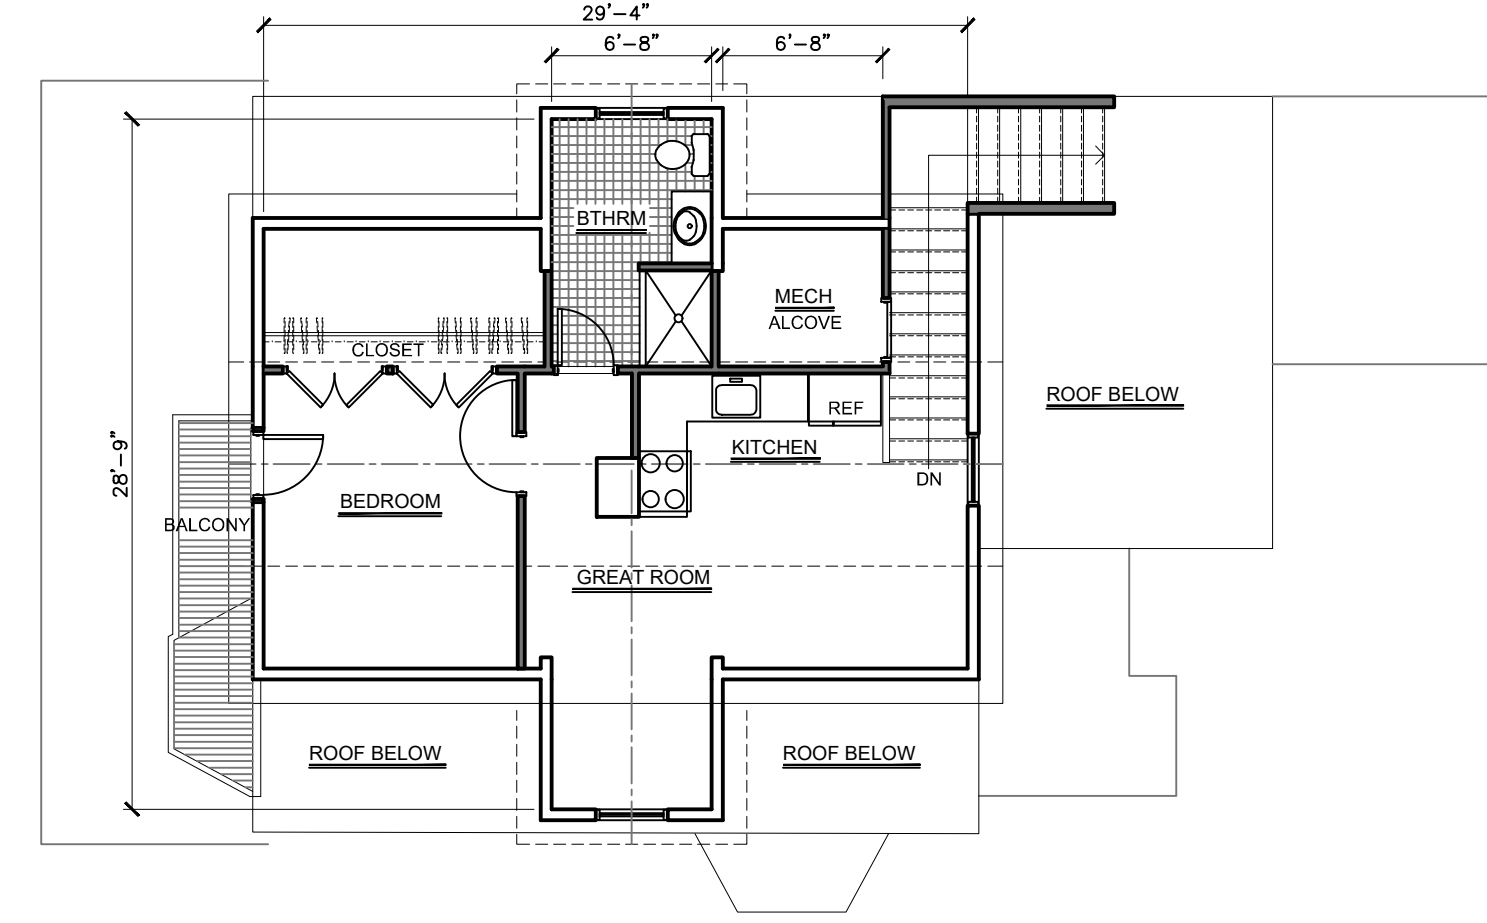 29'-4"
6'-8"
6'-8"
BTHRM
MECH
ALCOVE
CLOSET
ROOF BELOW
REF
KITCHEN
28'-9"
DN
BEDROOM
BALCONY
GREAT ROOM
ROOF BELOW
ROOF BELOW